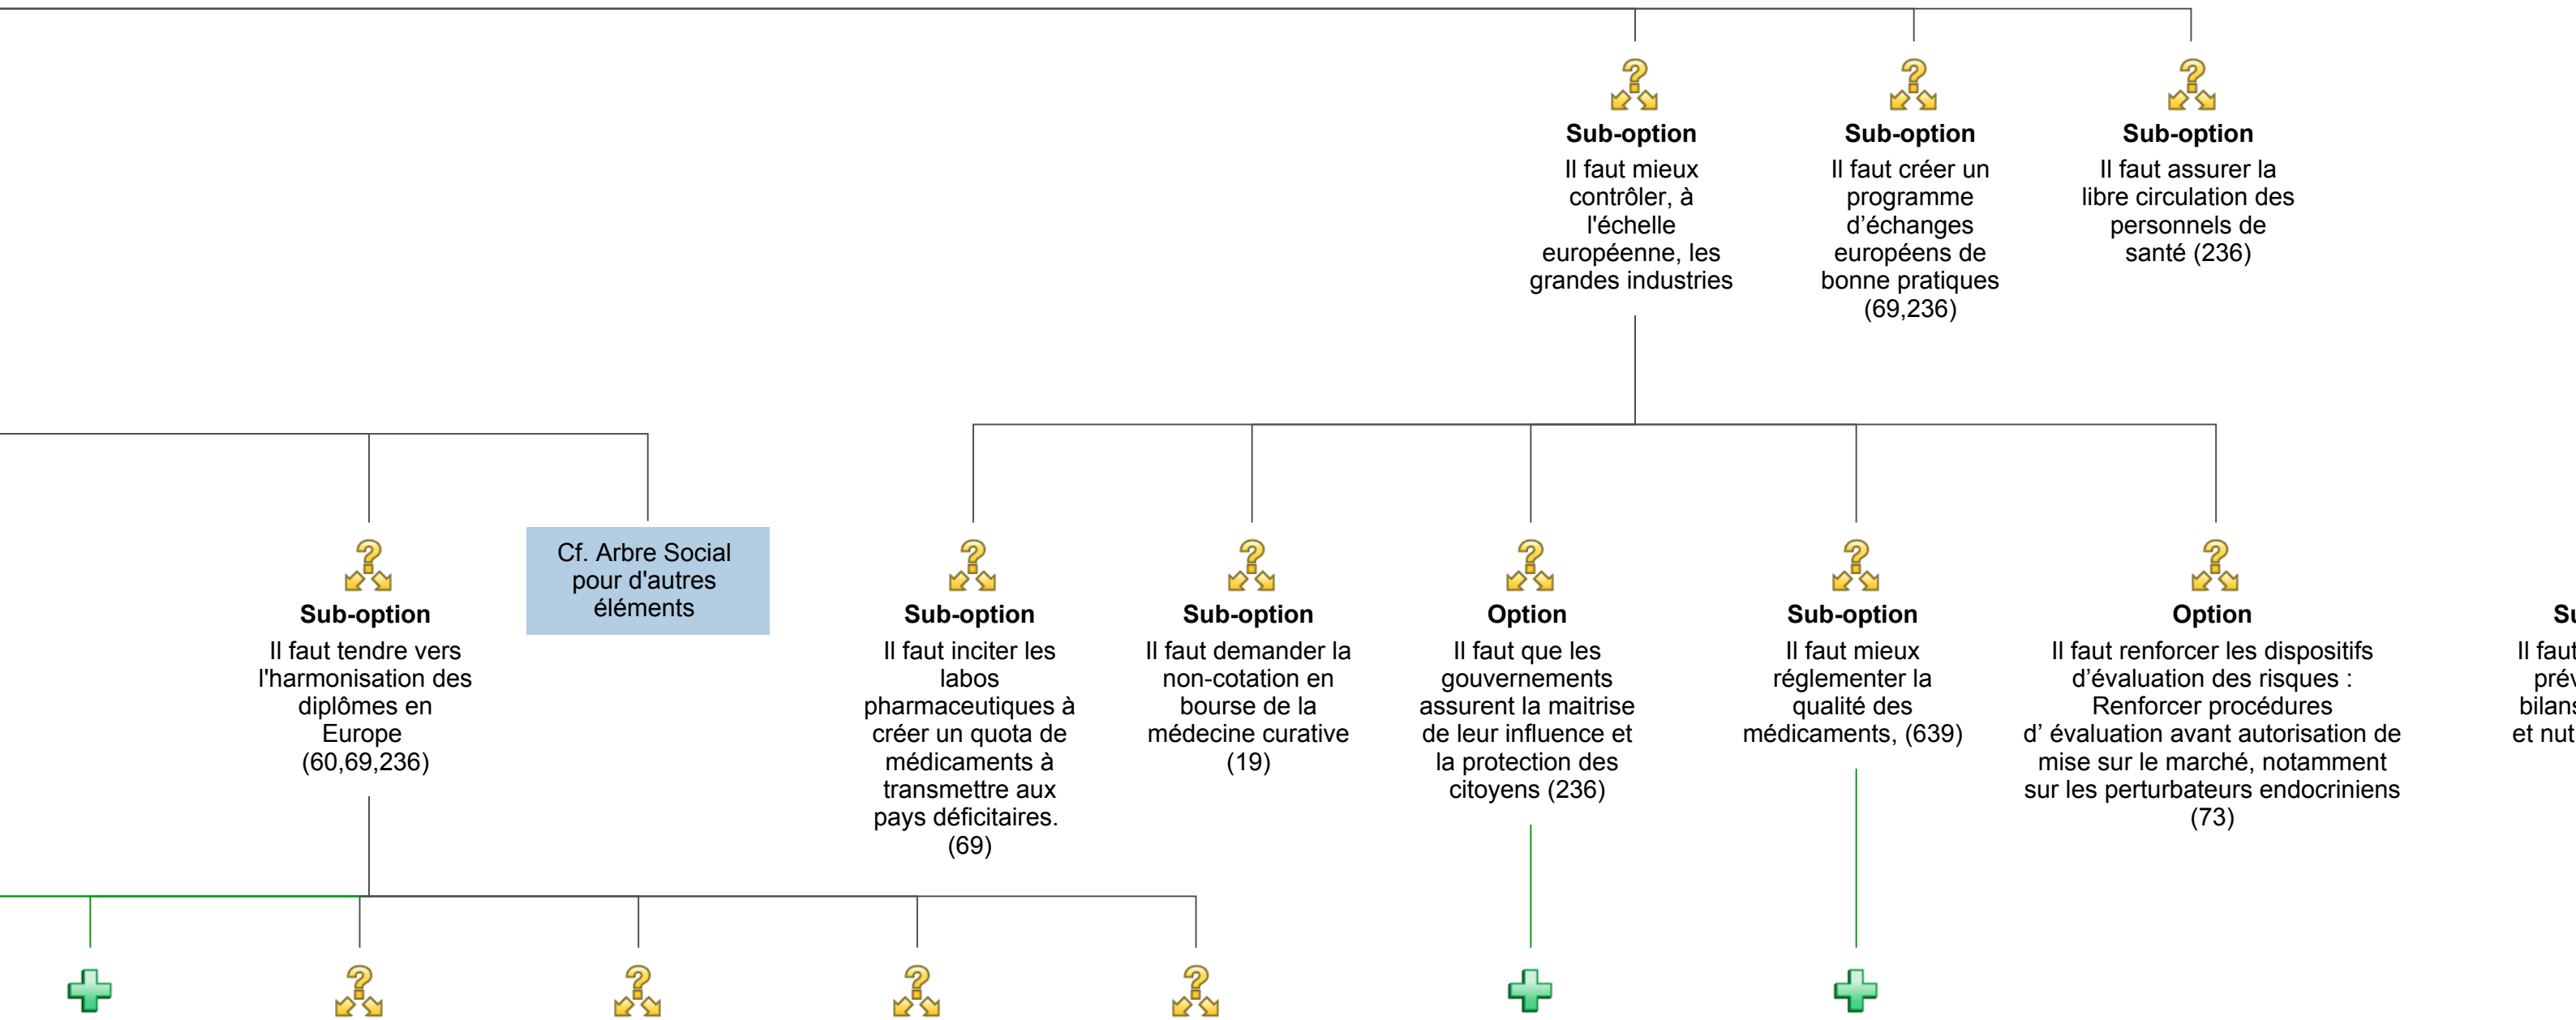 Sub-option
Il faut mieux
contrôler, à
l'échelle
européenne, les
grandes industries
Sub-option
Il faut créer un
programme
d’échanges
européens de
bonne pratiques
(69,236)
Sub-option
Il faut assurer la
libre circulation des
personnels de
santé (236)
Sub-option
Il faut tendre vers
l'harmonisation des
diplômes en
Europe
(60,69,236)
Cf. Arbre Social
pour d'autres
éléments
Sub-option
Il faut inciter les
labos
pharmaceutiques à
créer un quota de
médicaments à
transmettre aux
pays déficitaires.
(69)
Sub-option
Il faut demander la
non-cotation en
bourse de la
médecine curative
(19)
Option
Il faut que les
gouvernements
assurent la maitrise
de leur influence et
la protection des
citoyens (236)
Sub-option
Il faut mieux
réglementer la
qualité des
médicaments, (639)
Option
Il faut renforcer les dispositifs
d’évaluation des risques :
Renforcer procédures
d’ évaluation avant autorisation de
mise sur le marché, notamment
sur les perturbateurs endocriniens
(73)
Il faut
bilans
et